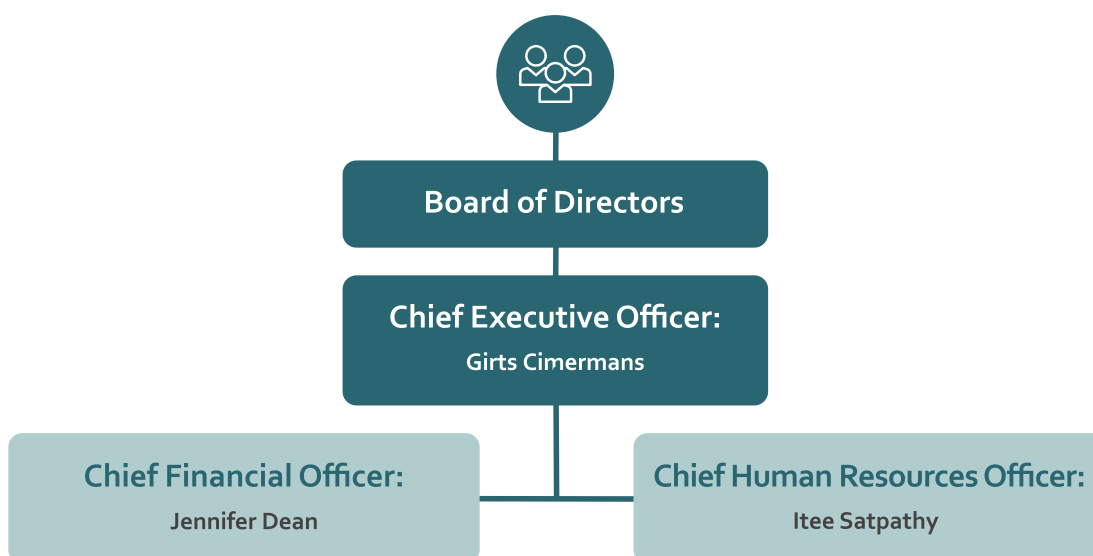 Board of Directors
Chief Executive Officer:
Girts Cimermans
Chief Financial Officer:
Jennifer Dean
Chief Human Resources Officer:
Itee Satpathy